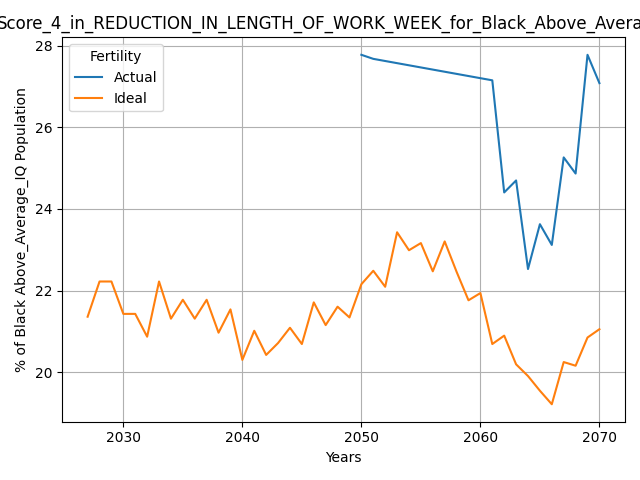 Score_4_in_REDUCTION_IN_LENGTH_OF_WORK_WEEK_for_Black_Above_Avera
Fertility
Actual
Ideal
28
26
24
22
20
% of Black Above_Average_IQ Population
2030 2040 2050 2060 2070
Years